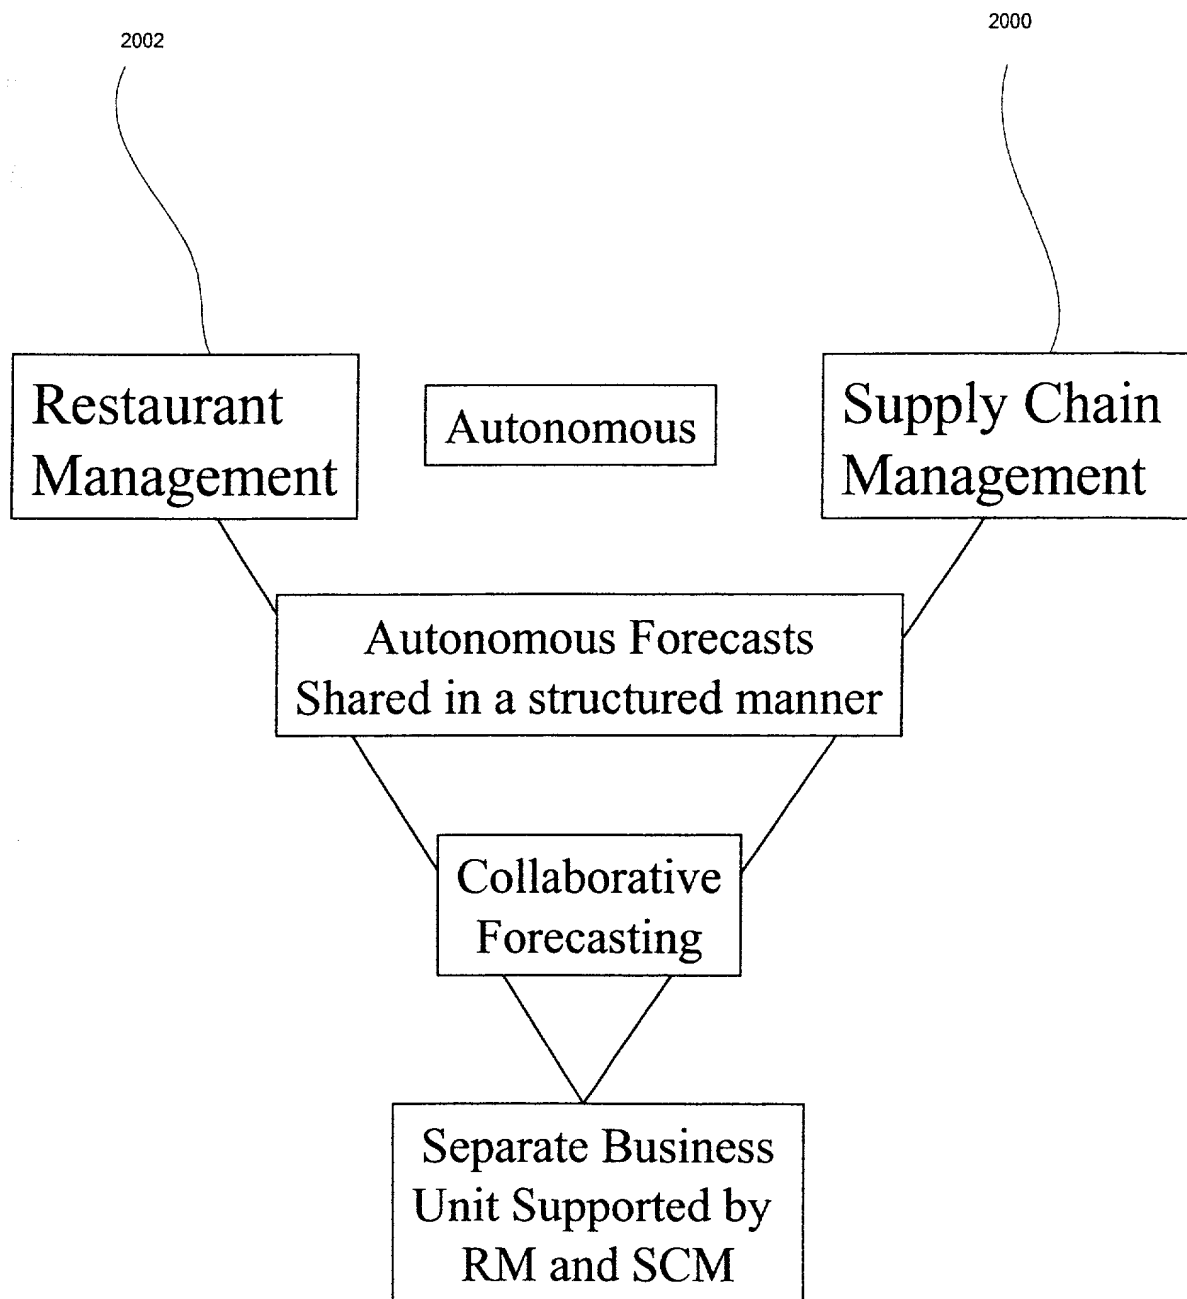 2002
2000
Restaurant
Management
Autonomous
Supply Chain
Management
Autonomous Forecasts
Shared in a structured manner
Collaborative
Forecasting
Separate Business
Unit Supported by
RM and SCM